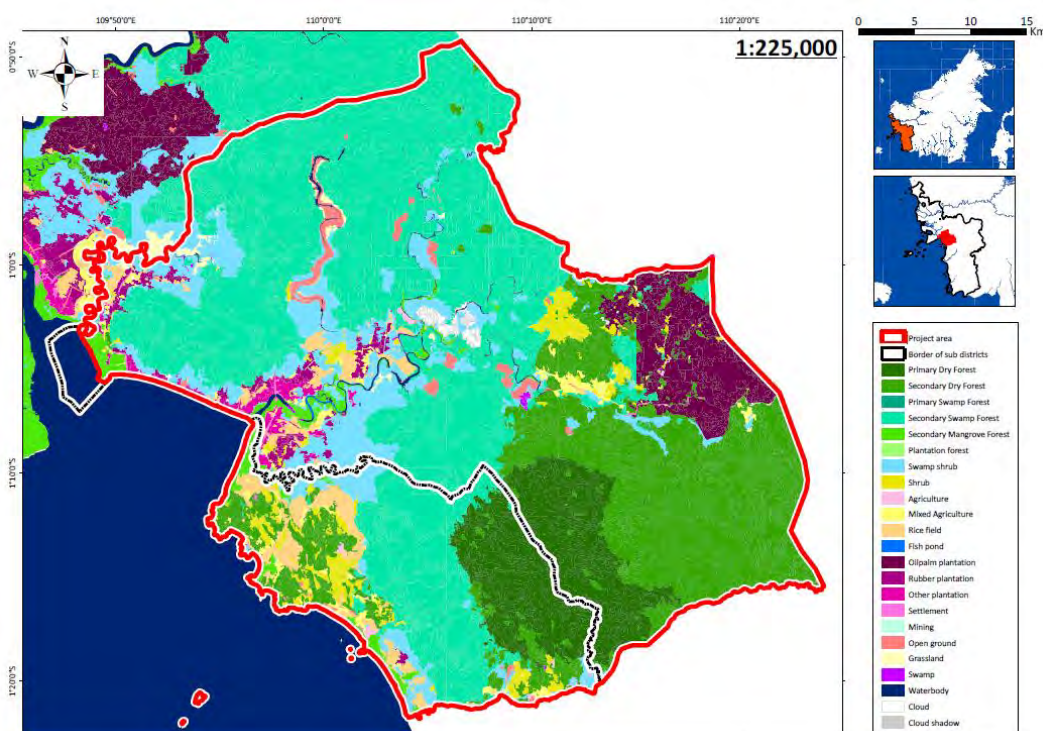 109°50'0"E
110°0'0"E
110°10'0"E
110°20'0"E
0 5 10 15
Km
0°50'0"S
1:225,000
N
W E
S
1°0'0"S
1°10'0"S
1°20'0"S
Project area
Border of sub districts
Primary Dry Forest
Secondary Dry Forest
Primary Swamp Forest
Secondary Swamp Forest
Secondary Mangrove Forest
Plantation forest
Swamp shrub
Shrub
Agriculture
Mixed Agriculture
Rice field
Fish pond
Oilpalm plantation
Rubber plantation
Other plantation
Settlement
Mining
Open ground
Grassland
Swamp
Waterbody
Cloud
Cloud shadow